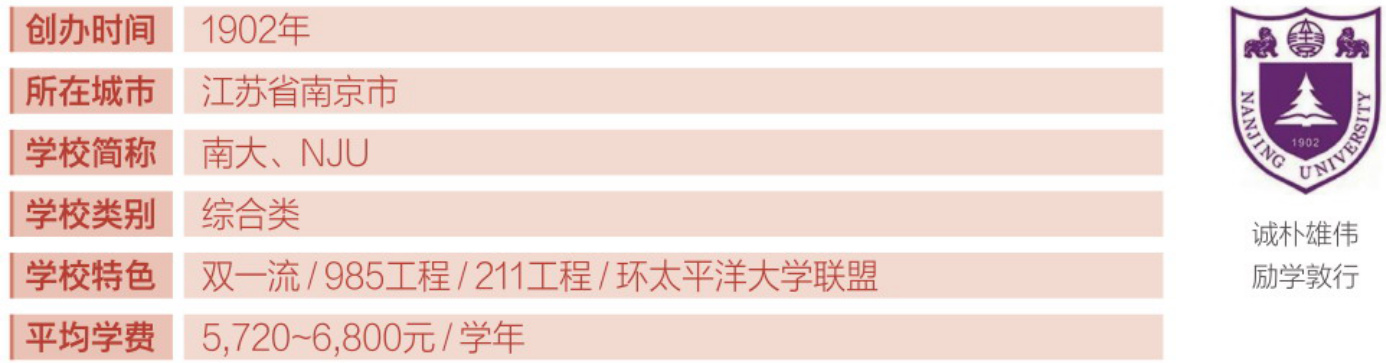 创办时间 1902年
所在城市 江苏省南京市
学校简称 南大、NJU
学校类别 综合类
学校特色 双一流 / 985工程 / 211工程 / 环太平洋大学联盟
平均学费 5,720~6,800元 / 学年
NANJING UNIVERSITY
1902
诚朴雄伟
励学敦行